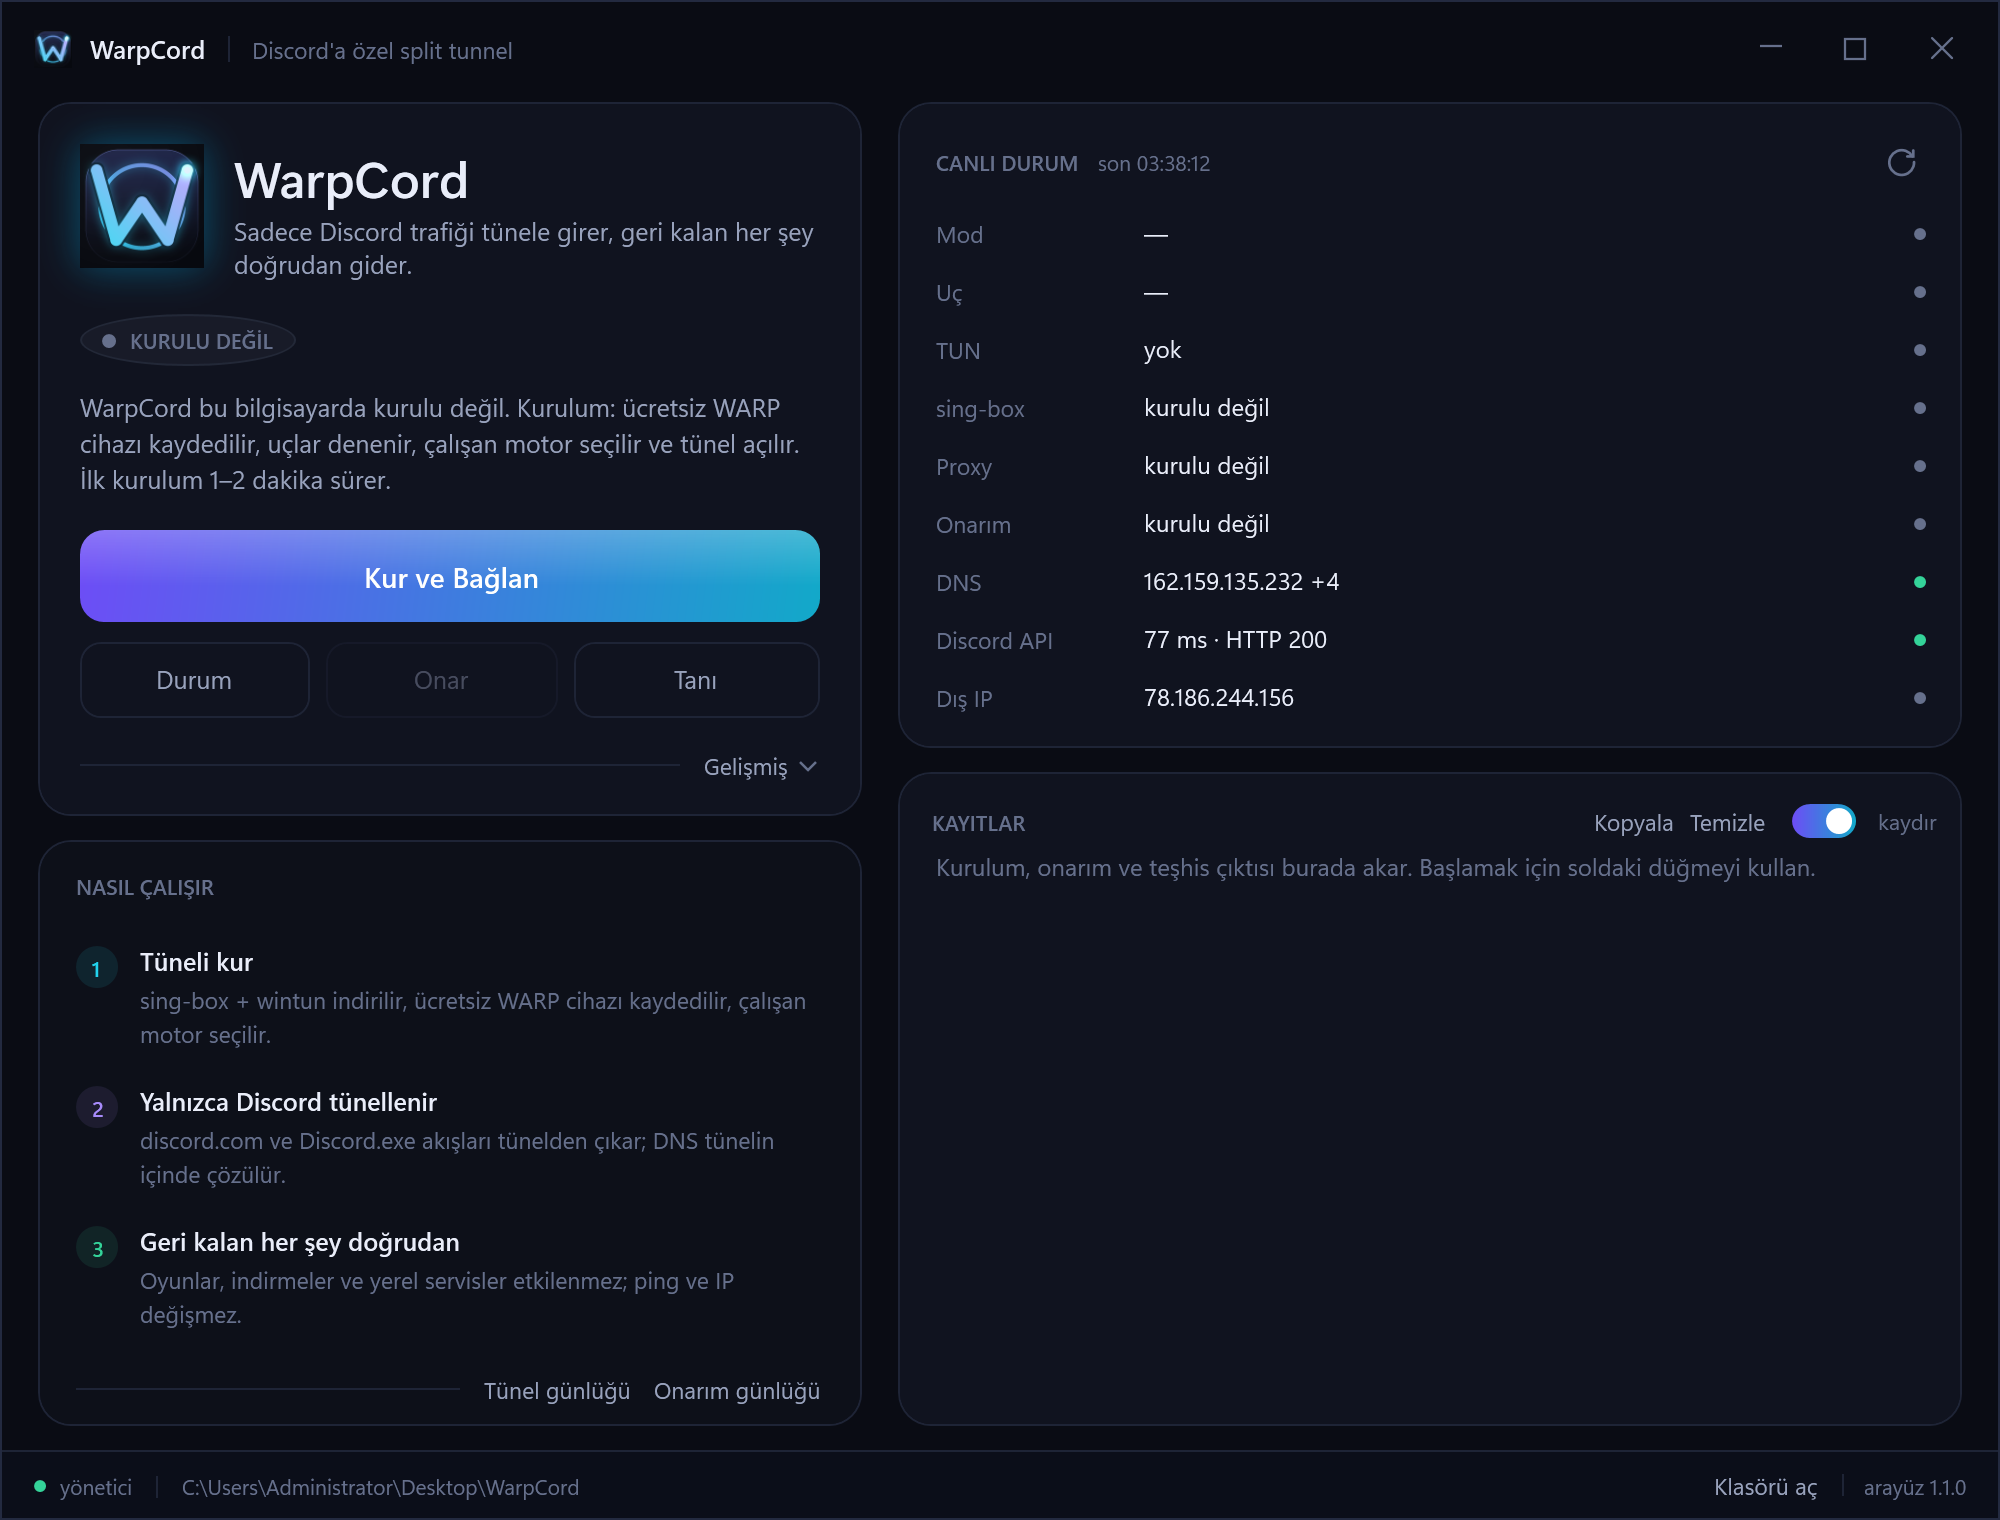 WarpCord
Discord'a özel split tunnel
WarpCord
Sadece Discord trafiği tünele girer, geri kalan her şey
doğrudan gider.
KURULU DEĞİL
WarpCord bu bilgisayarda kurulu değil. Kurulum: ücretsiz WARP
cihazı kaydedilir, uçlar denenir, çalışan motor seçilir ve tünel açılır.
İlk kurulum 1–2 dakika sürer.
Kur ve Bağlan
Durum
Onar
Tanı
Gelişmiş
NASIL ÇALIŞIR
1
Tüneli kur
sing-box + wintun indirilir, ücretsiz WARP cihazı kaydedilir, çalışan
motor seçilir.
2
Yalnızca Discord tünellenir
discord.com ve Discord.exe akışları tünelden çıkar; DNS tünelin
içinde çözülür.
3
Geri kalan her şey doğrudan
Oyunlar, indirmeler ve yerel servisler etkilenmez; ping ve IP
değişmez.
Tünel günlüğü
Onarım günlüğü
CANLI DURUM son 03:38:12
Mod —
Uç —
TUN yok
sing-box kurulu değil
Proxy kurulu değil
Onarım kurulu değil
DNS 162.159.135.232 +4
Discord API 77 ms · HTTP 200
Dış IP 78.186.244.156
KAYITLAR
Kopyala
Temizle
kaydır
Kurulum, onarım ve teşhis çıktısı burada akar. Başlamak için soldaki düğmeyi kullan.
yönetici
C:\Users\Administrator\Desktop\WarpCord
Klasörü aç
arayüz 1.1.0